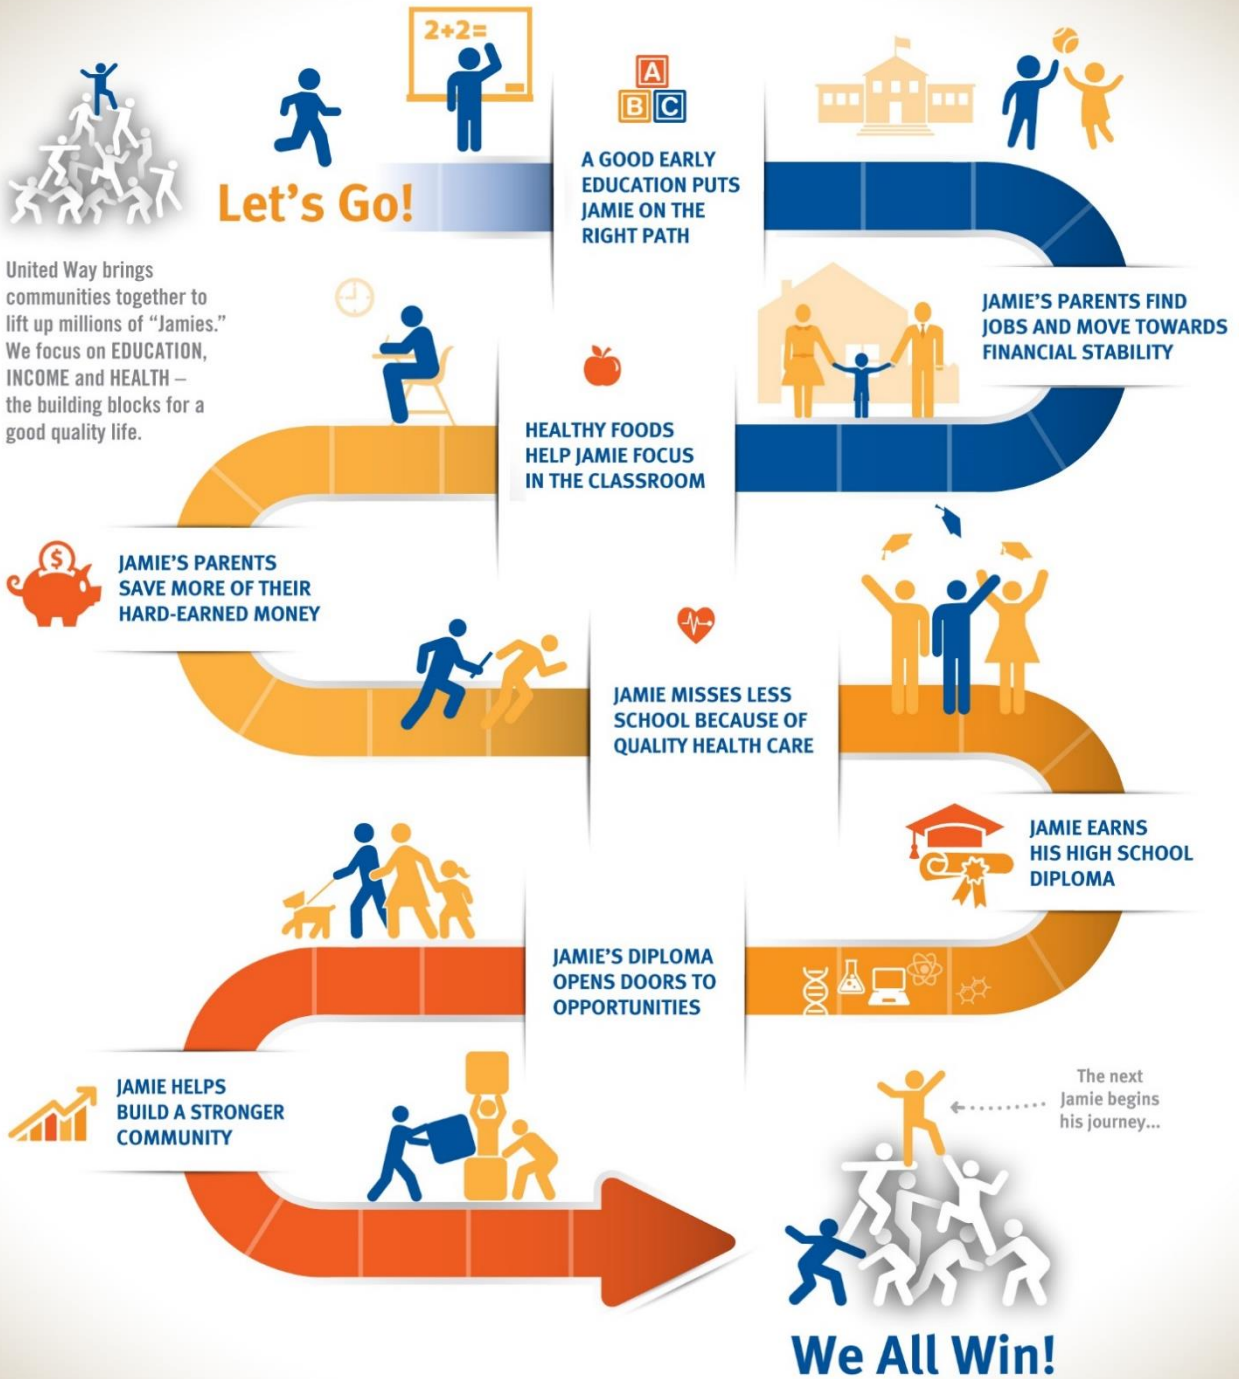 2+2=
A
B C
Let's Go!
A GOOD EARLY
EDUCATION PUTS
JAMIE ON THE
RIGHT PATH
United Way brings
communities together to
lift up millions of “Jamies.”
We focus on EDUCATION,
INCOME and HEALTH –
the building blocks for a
good quality life.
JAMIE'S PARENTS FIND
JOBS AND MOVE TOWARDS
FINANCIAL STABILITY
HEALTHY FOODS
HELP JAMIE FOCUS
IN THE CLASSROOM
$
JAMIE'S PARENTS
SAVE MORE OF THEIR
HARD-EARNED MONEY
JAMIE MISSES LESS
SCHOOL BECAUSE OF
QUALITY HEALTH CARE
JAMIE EARNS
HIS HIGH SCHOOL
DIPLOMA
JAMIE'S DIPLOMA
OPENS DOORS TO
OPPORTUNITIES
JAMIE HELPS
BUILD A STRONGER
COMMUNITY
The next
Jamie begins
his journey...
We All Win!